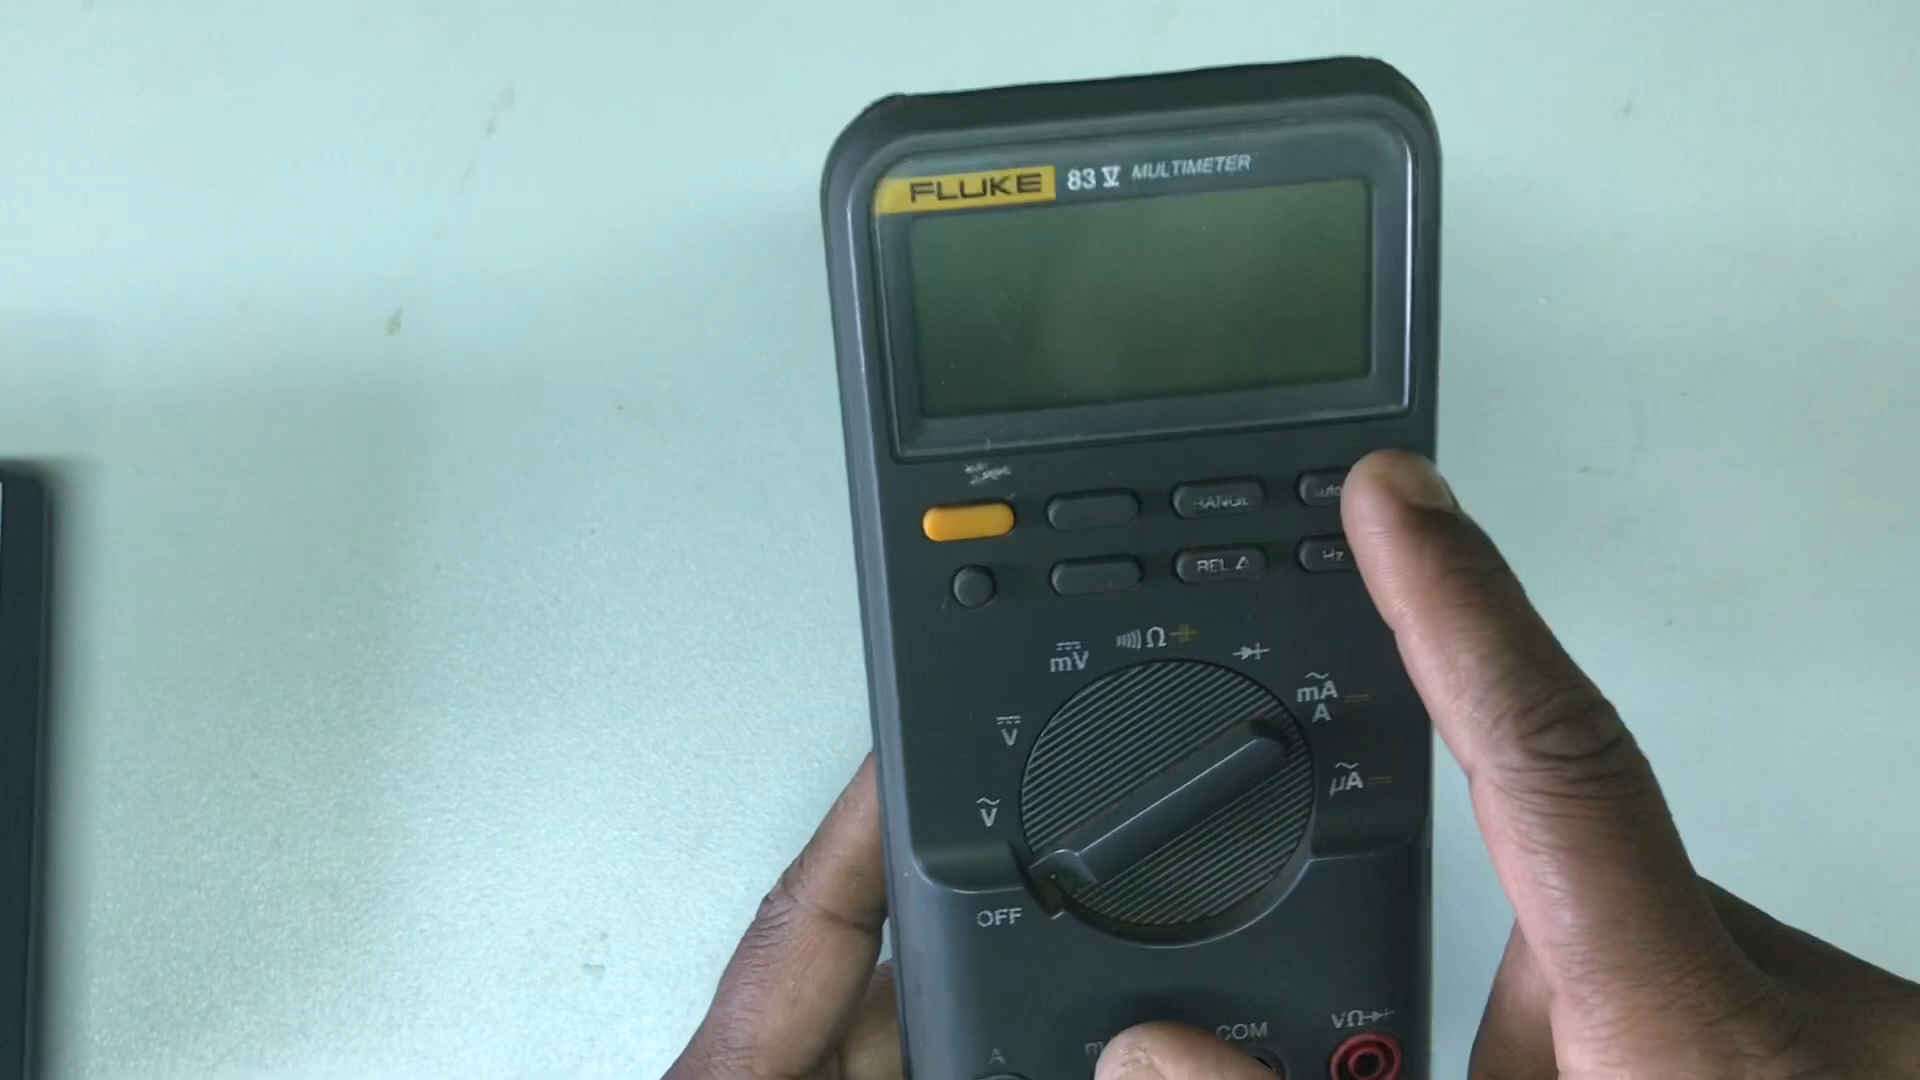 FLUKE 83 V MULTIMETER
RANGE
REL Δ Hz
mV Ω
mA
A
V
µA
V
OFF
COM VΩ
A